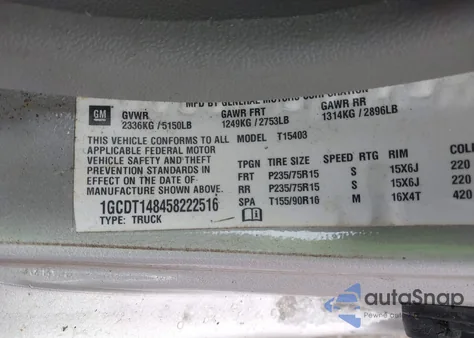 MFD BY GENERAL MOTORS CORPORATION
GM GVWR GAWR FRT GAWR RR
2336KG / 5150LB 1249KG / 2753LB 1314KG / 2896LB
THIS VEHICLE CONFORMS TO ALL MODEL T15403
APPLICABLE FEDERAL MOTOR
VEHICLE SAFETY AND THEFT
PREVENTION STANDARDS IN
EFFECT ON THE DATE OF
MANUFACTURE SHOWN ABOVE.
1GCDT148458222516
TYPE: TRUCK
TPGN TIRE SIZE SPEED RTG RIM COLD
FRT P235/75R15 S 15X6J 220
RR P235/75R15 S 15X6J 220
SPA T155/90R16 M 16X4T 420
autoSnap